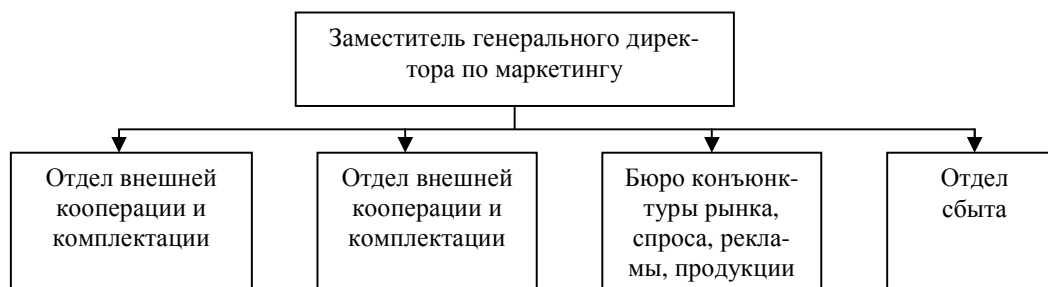 Заместитель генерального дирек-
тора по маркетингу
Отдел внешней
кооперации и
комплектации
Отдел внешней
кооперации и
комплектации
Бюро конъюнк-
туры рынка,
спроса, рекла-
мы, продукции
Отдел
сбыта